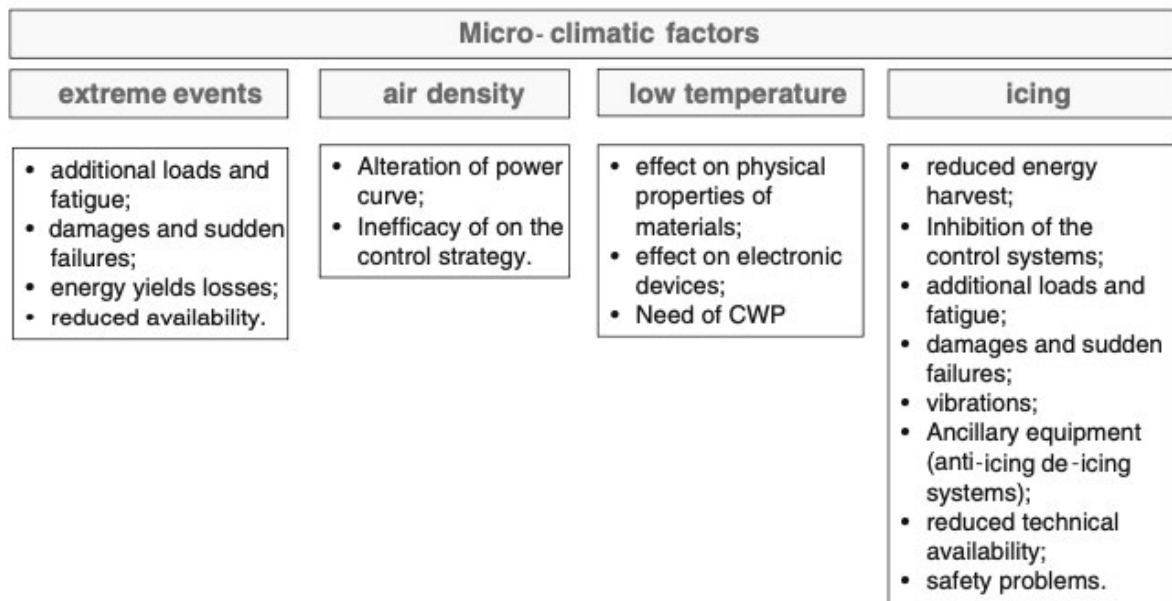 Micro-climatic factors
extreme events
air density
low temperature
icing
• additional loads and
fatigue;
• damages and sudden
failures;
• energy yields losses;
• reduced availability.
• Alteration of power
curve;
• Inefficacy of on the
control strategy.
• effect on physical
properties of
materials;
• effect on electronic
devices;
• Need of CWP
• reduced energy
harvest;
• Inhibition of the
control systems;
• additional loads and
fatigue;
• damages and sudden
failures;
• vibrations;
• Ancillary equipment
(anti-icing de-icing
systems);
• reduced technical
availability;
• safety problems.